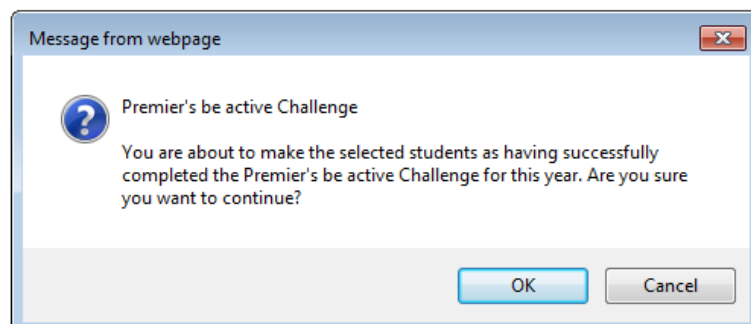 Message from webpage
Premier's be active Challenge
You are about to make the selected students as having successfully
completed the Premier's be active Challenge for this year. Are you sure
you want to continue?
OK Cancel